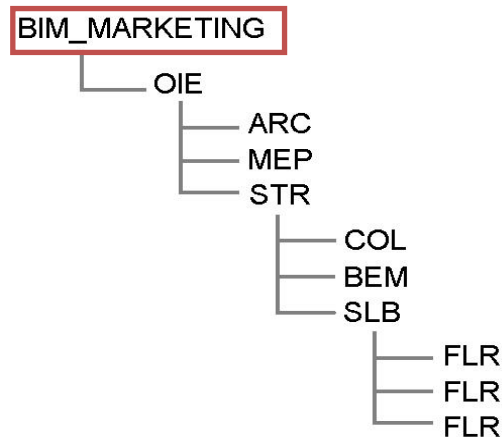 BIM_MARKETING
OIE
ARC
MEP
STR
COL
BEM
SLB
FLR
FLR
FLR